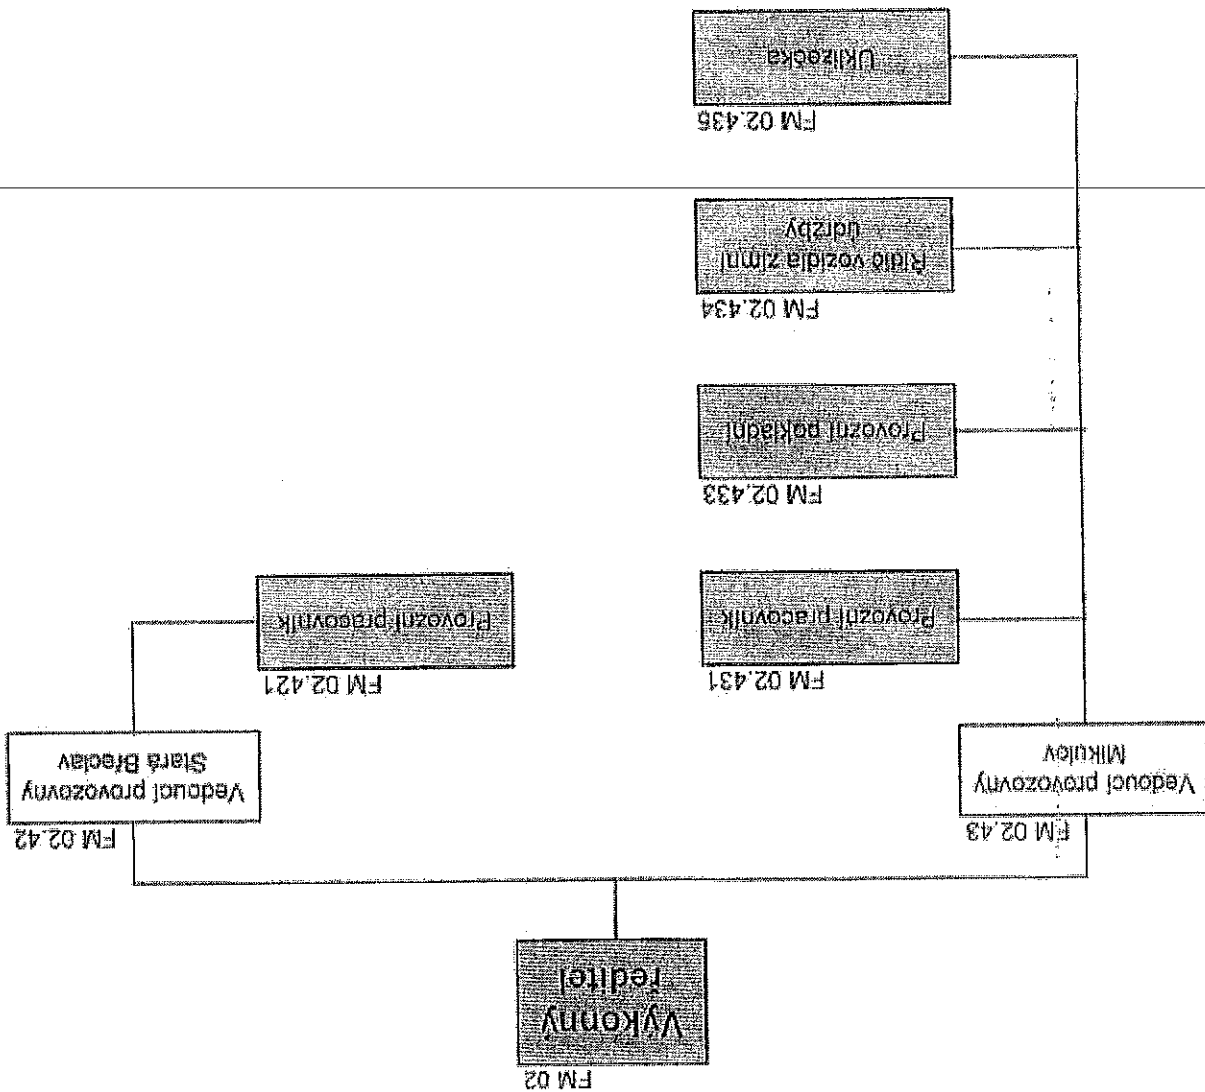 FM 02
Výkonný
ředitel
FM 02.43
Vedoucí provozovny
Mikulov
FM 02.42
Vedoucí provozovny
Stará Břeclav
FM 02.431
Provozní pracovník
FM 02.421
Provozní pracovník
FM 02.433
Provozní pokladní
FM 02.434
Řidič vozidla zimní
údržby
FM 02.435
Uklízečka